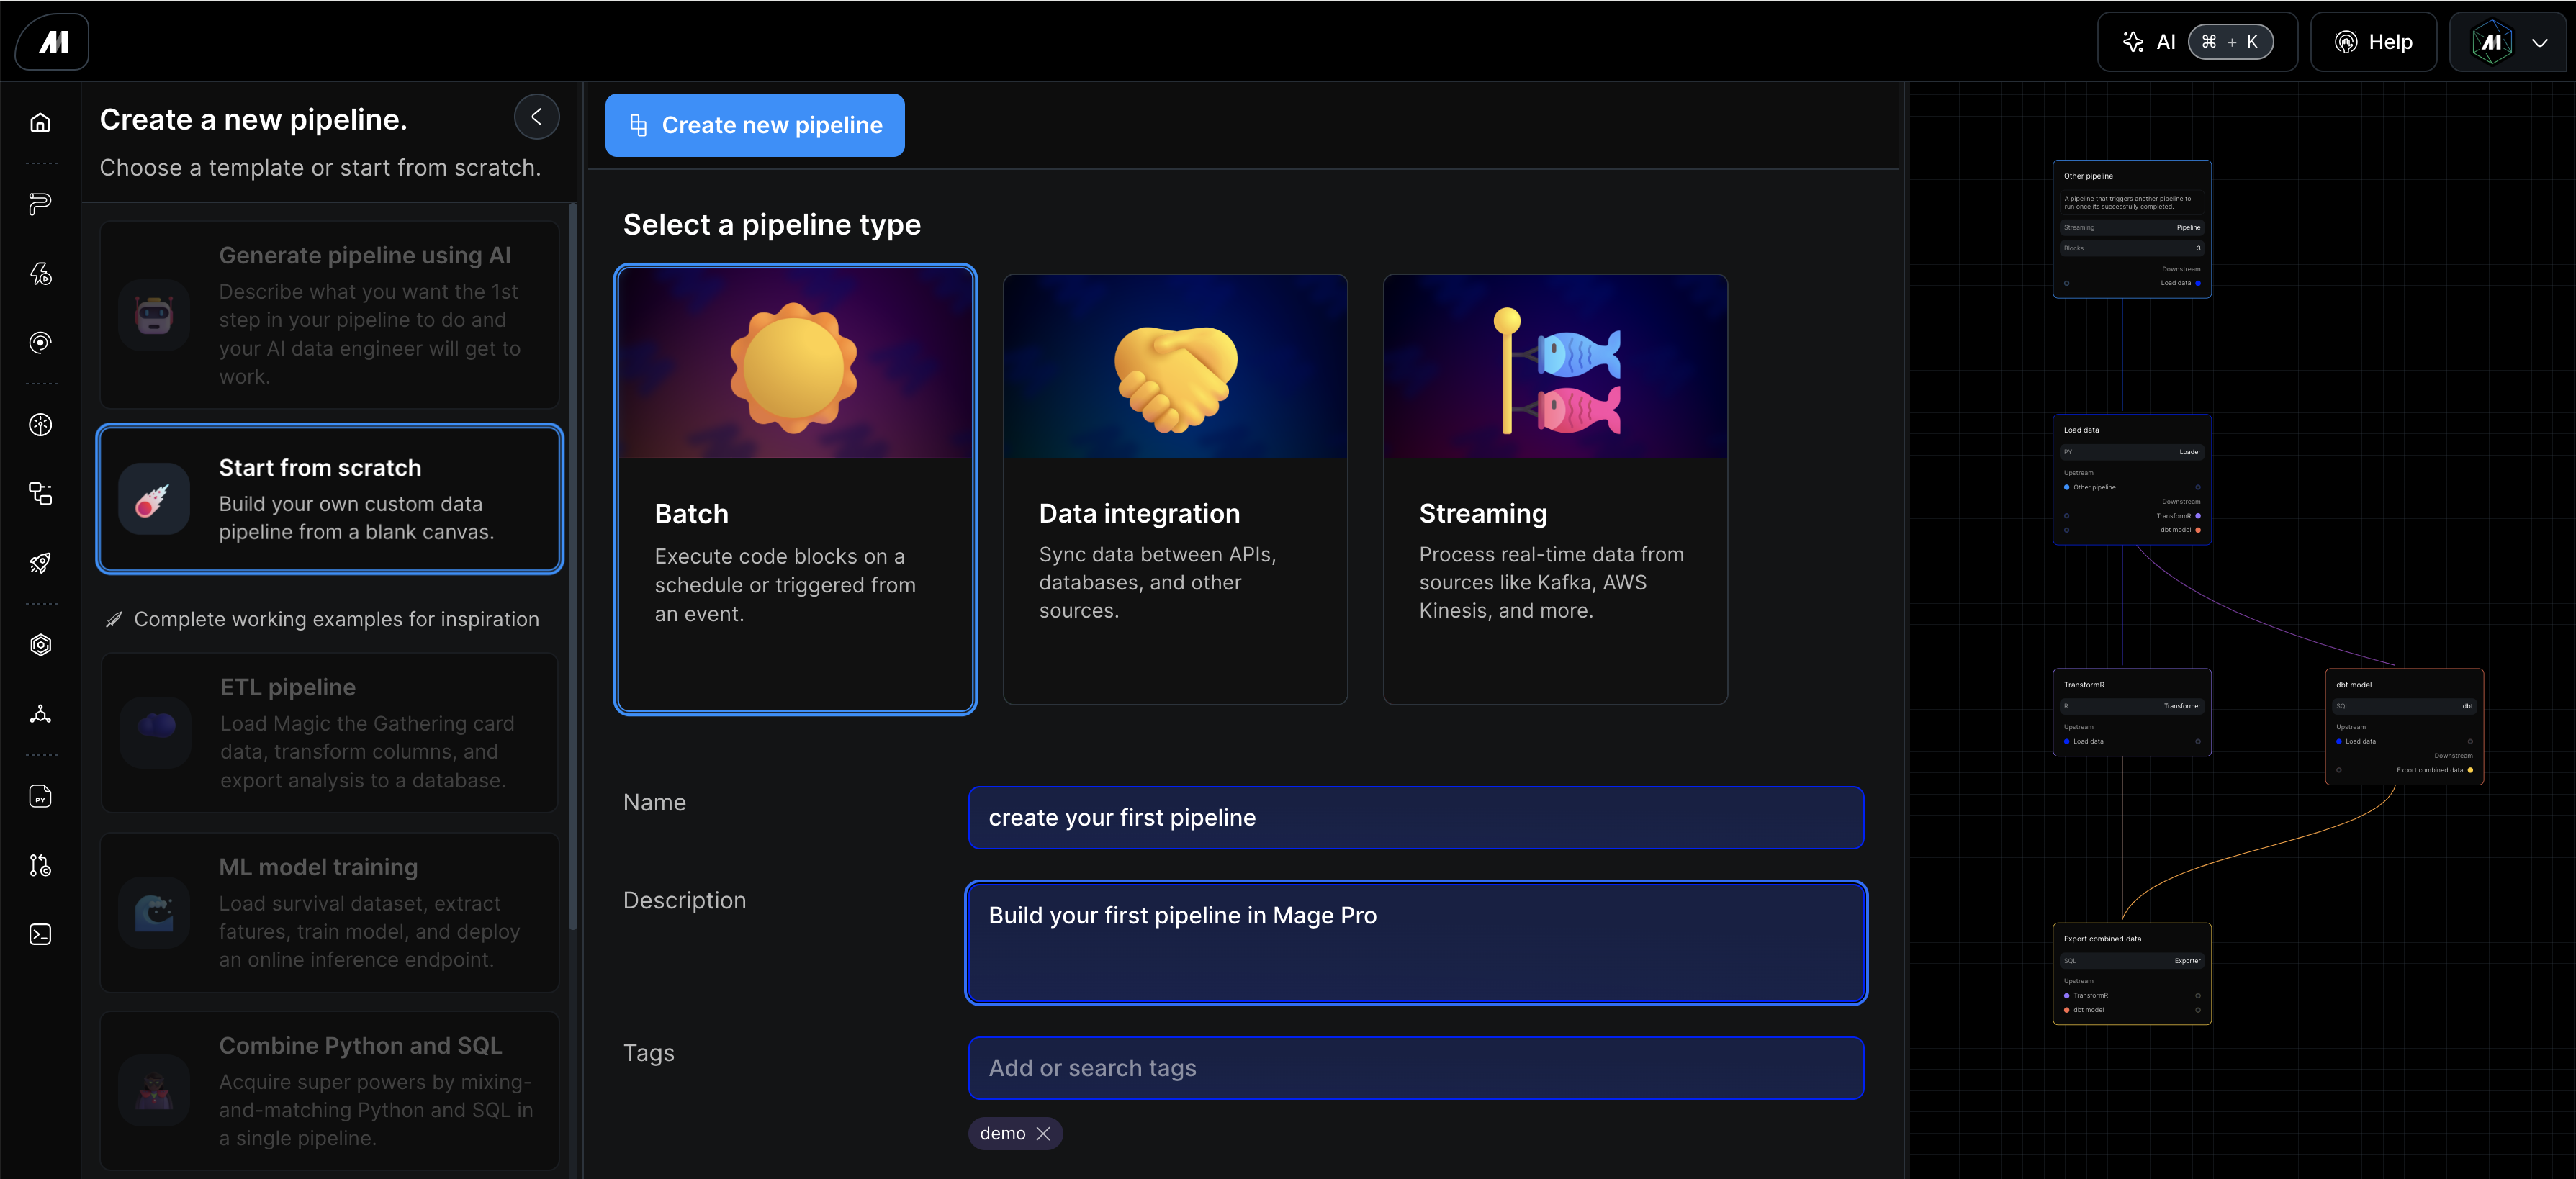 AI ⌘ + K
Help
Create a new pipeline.
Choose a template or start from scratch.
Generate pipeline using AI
Describe what you want the 1st
step in your pipeline to do and
your AI data engineer will get to
work.
Start from scratch
Build your own custom data
pipeline from a blank canvas.
Complete working examples for inspiration
ETL pipeline
Load Magic the Gathering card
data, transform columns, and
export analysis to a database.
ML model training
Load survival dataset, extract
fatures, train model, and deploy
an online inference endpoint.
Combine Python and SQL
Acquire super powers by mixing-
and-matching Python and SQL in
a single pipeline.
PY
Create new pipeline
Select a pipeline type
Batch
Execute code blocks on a
schedule or triggered from
an event.
Data integration
Sync data between APIs,
databases, and other
sources.
Streaming
Process real-time data from
sources like Kafka, AWS
Kinesis, and more.
Name
create your first pipeline
Description
Build your first pipeline in Mage Pro
Tags
Add or search tags
demo
Other pipeline
A pipeline that triggers another pipeline to
run once its successfully completed.
Streaming Pipeline
Blocks 3
Downstream
Load data
Load data
PY Loader
Upstream
Other pipeline
Downstream
TransformR
dbt model
TransformR
R Transformer
Upstream
Load data
dbt model
SQL dbt
Upstream
Load data
Downstream
Export combined data
Export combined data
SQL Exporter
Upstream
TransformR
dbt model